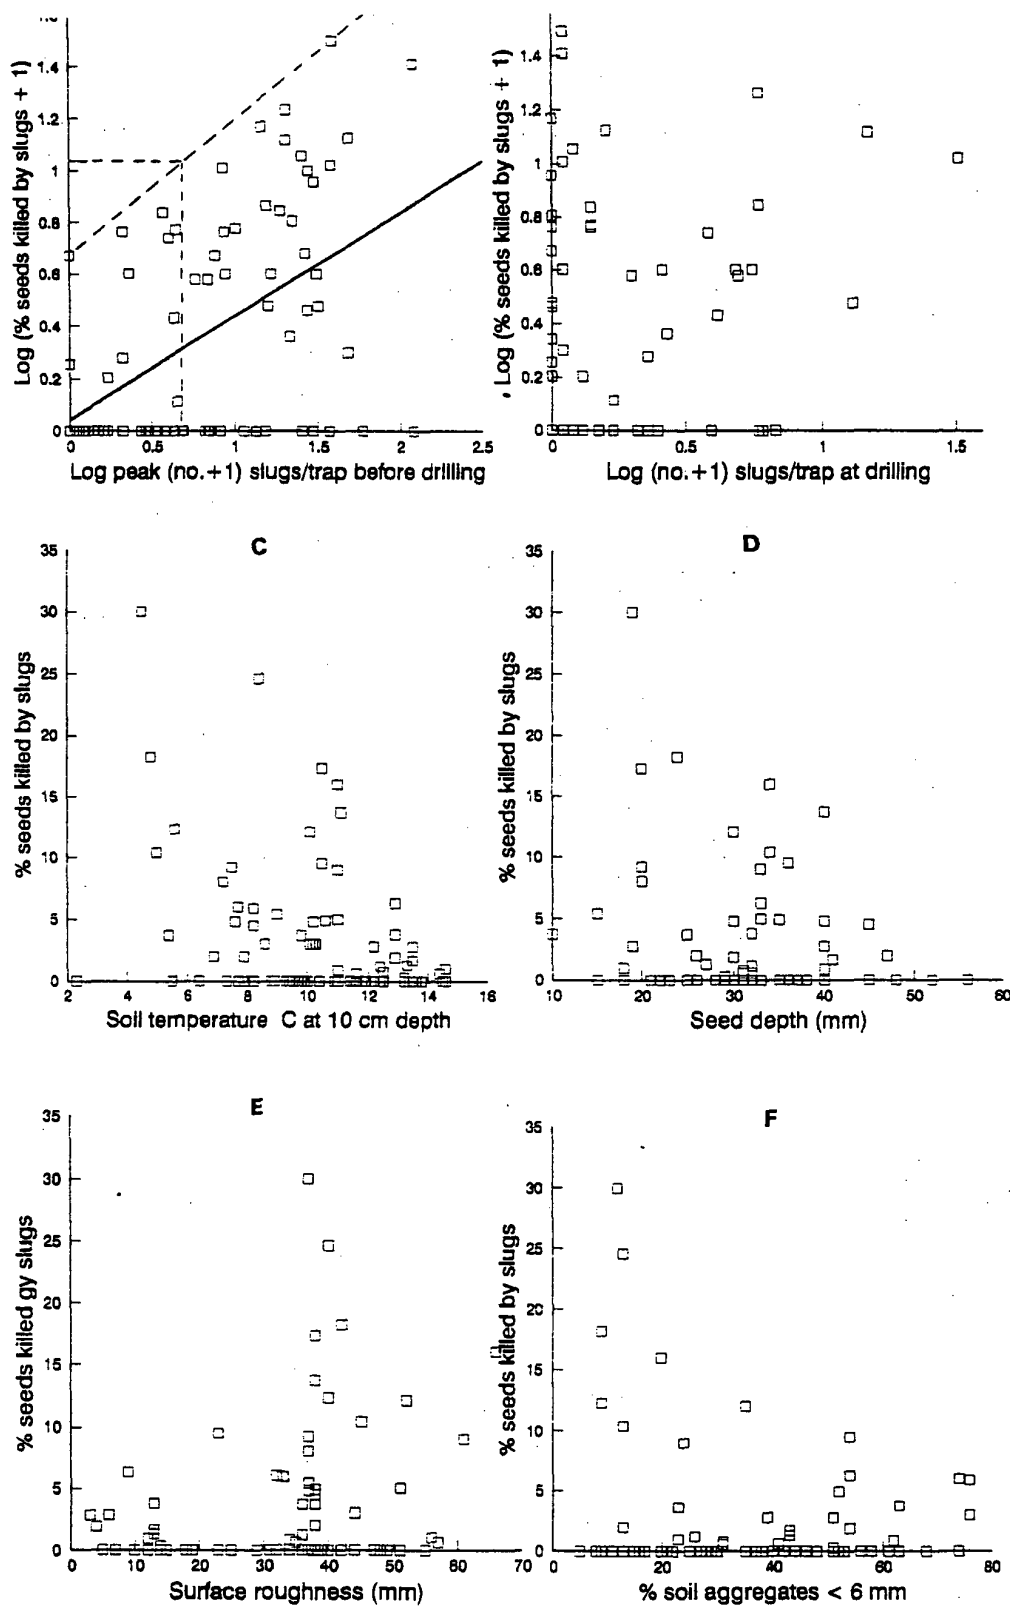 1.6
1.4
1.2
1
0.8
0.6
0.4
0.2
0
Log (% seeds killed by slugs + 1)
0 0.5 1 1.5 2 2.5
Log peak (no.+1) slugs/trap before drilling
1.4
1.2
1
0.8
0.6
0.4
0.2
0
Log (% seeds killed by slugs + 1)
0 0.5 1 1.5
Log (no.+1) slugs/trap at drilling
C
35
30
25
20
15
10
5
0
% seeds killed by slugs
2 4 6 8 10 12 14 16
Soil temperature C at 10 cm depth
D
35
30
25
20
15
10
5
0
% seeds killed by slugs
10 20 30 40 50 60
Seed depth (mm)
E
35
30
25
20
15
10
5
0
% seeds killed gy slugs
0 10 20 30 40 50 60 70
Surface roughness (mm)
F
35
30
25
20
15
10
5
0
% seeds killed by slugs
0 20 40 60 80
% soil aggregates < 6 mm